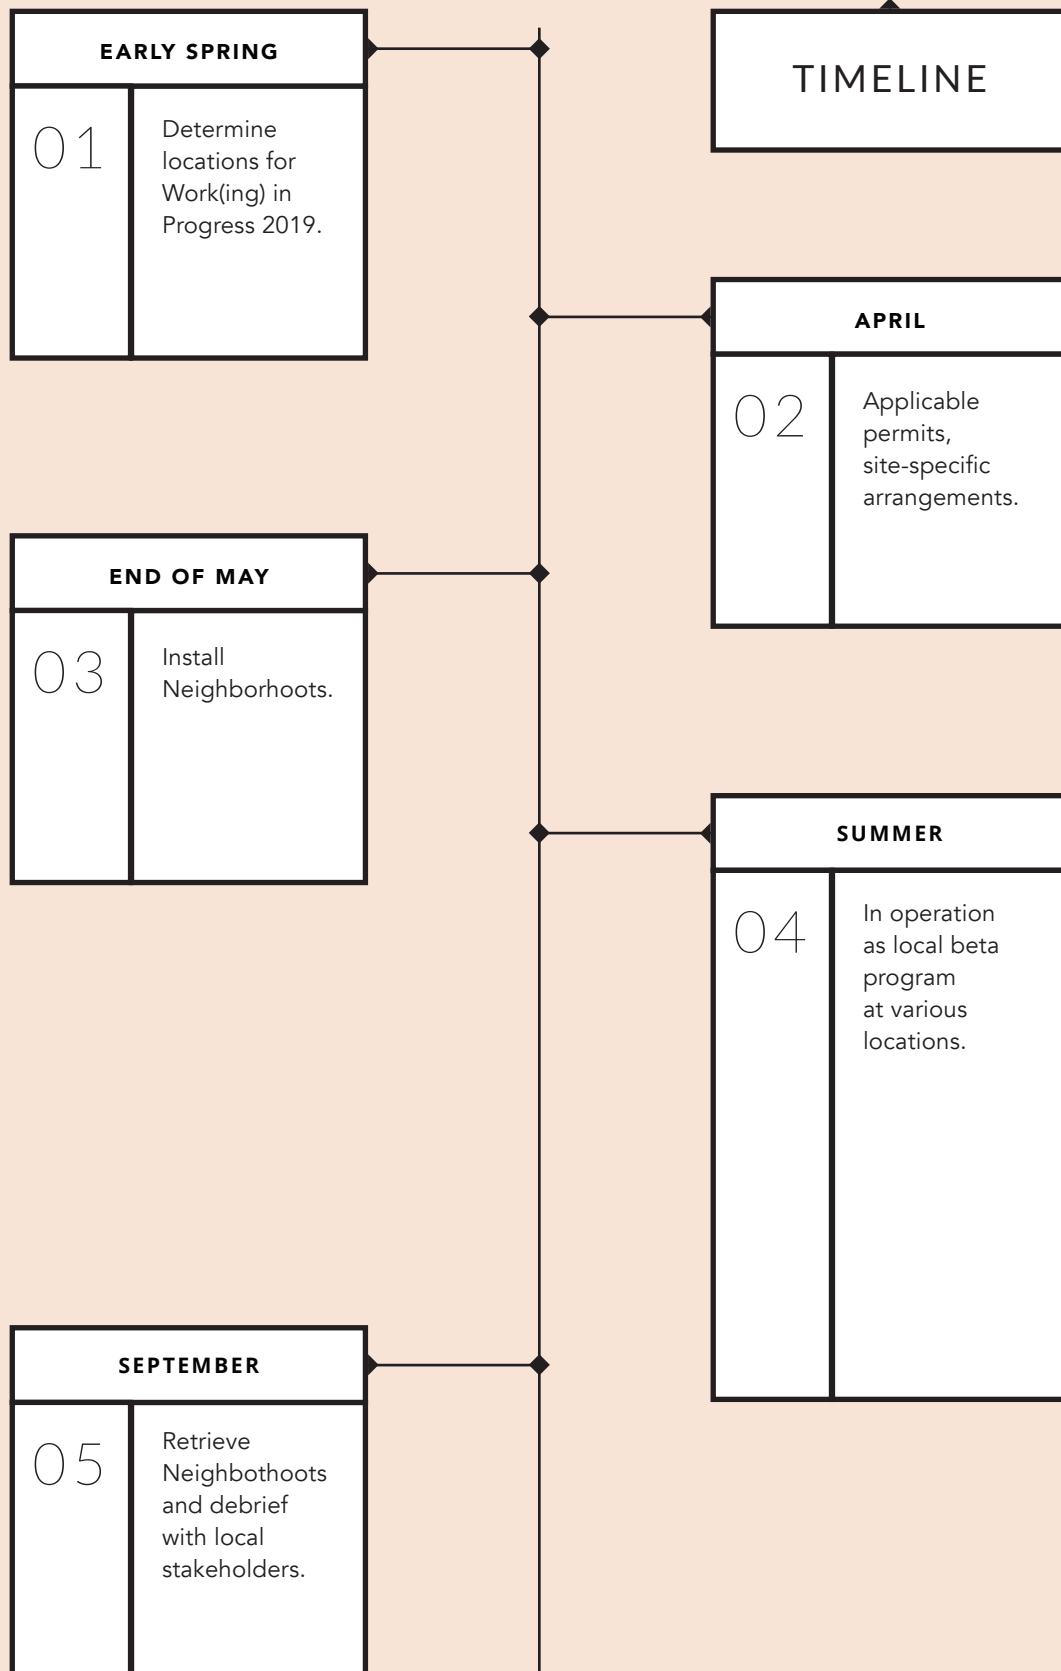 TIMELINE
EARLY SPRING
01
Determine
locations for
Work(ing) in
Progress 2019.
APRIL
02
Applicable
permits,
site-specific
arrangements.
END OF MAY
03
Install
Neighborhoots.
SUMMER
04
In operation
as local beta
program
at various
locations.
SEPTEMBER
05
Retrieve
Neighbothoots
and debrief
with local
stakeholders.